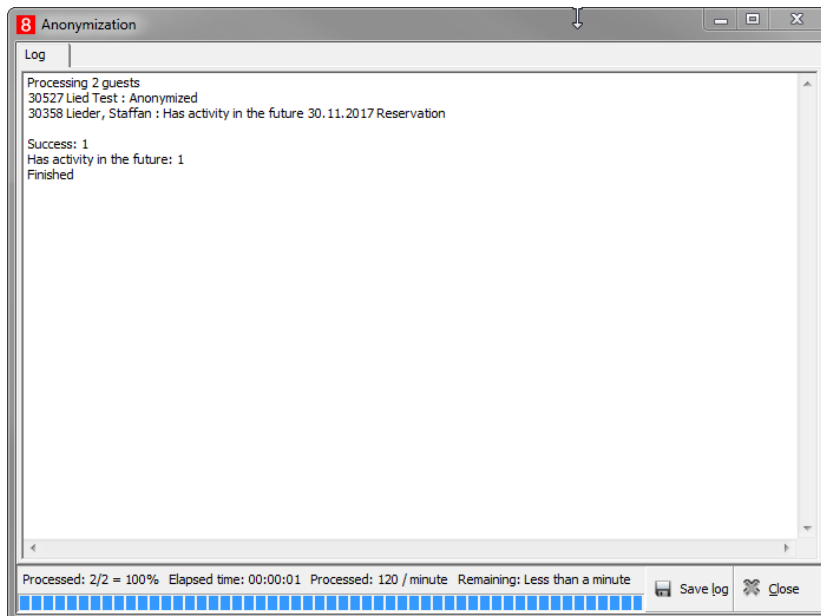 8 Anonymization
Log
Processing 2 guests
30527 Lied Test : Anonymized
30358 Lieder, Staffan : Has activity in the future 30.11.2017 Reservation
Success: 1
Has activity in the future: 1
Finished
Processed: 2/2 = 100% Elapsed time: 00:00:01 Processed: 120 / minute Remaining: Less than a minute
Save log
Close